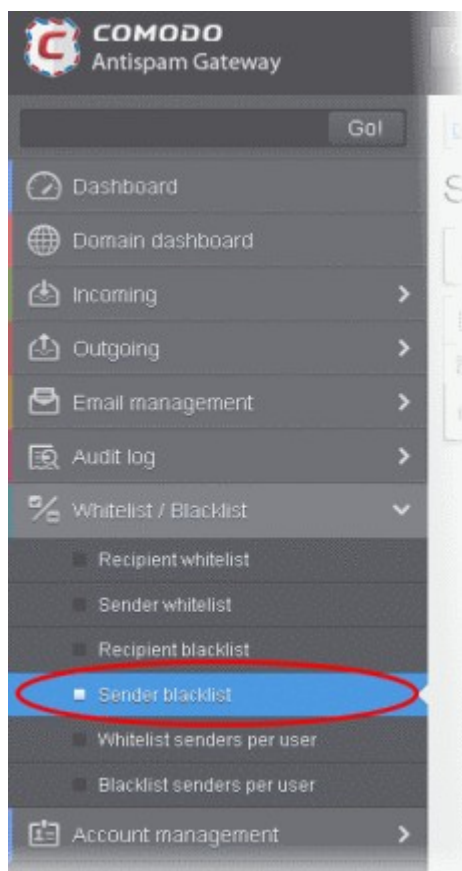 COMODO
Antispam Gateway
Go!
Dashboard
Domain dashboard
Incoming
Outgoing
Email management
Audit log
Whitelist / Blacklist
Recipient whitelist
Sender whitelist
Recipient blacklist
Sender blacklist
Whitelist senders per user
Blacklist senders per user
Account management